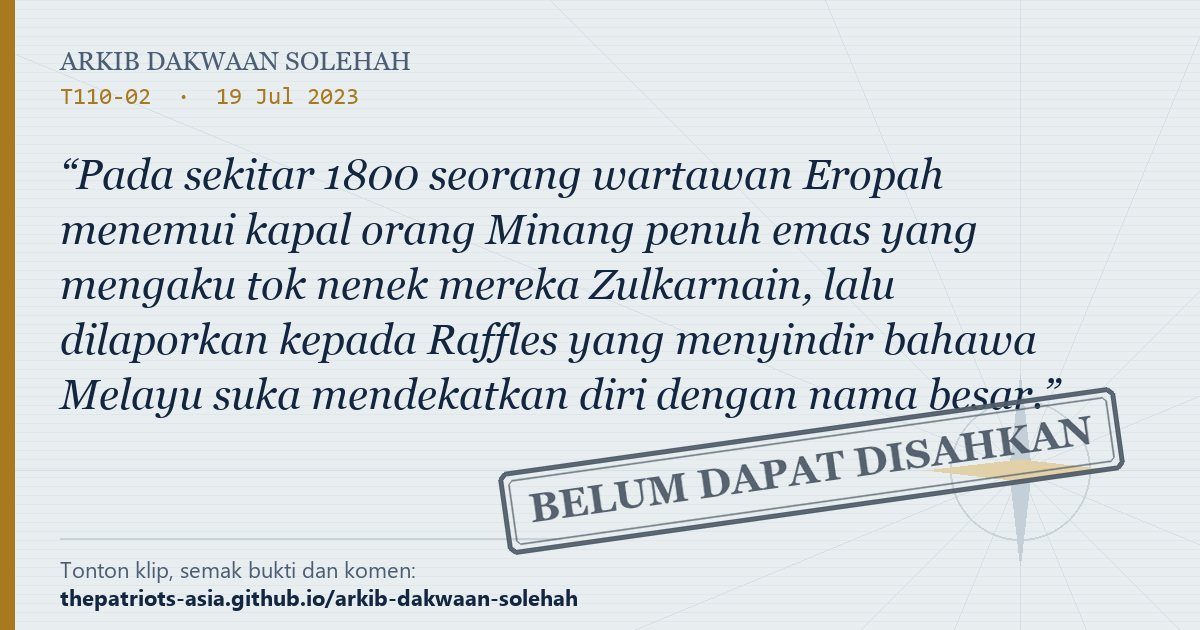 ARKIB DAKWAAN SOLEHAH
T110-02 · 19 Jul 2023
“Pada sekitar 1800 seorang wartawan Eropah
menemui kapal orang Minang penuh emas yang
mengaku tok nenek mereka Zulkarnain, lalu
dilaporkan kepada Raffles yang menyindir bahawa
Melayu suka mendekatkan diri dengan nama besar.”
BELUM DAPAT DISAHKAN
Tonton klip, semak bukti dan komen:
thepatriots-asia.github.io/arkib-dakwaan-solehah